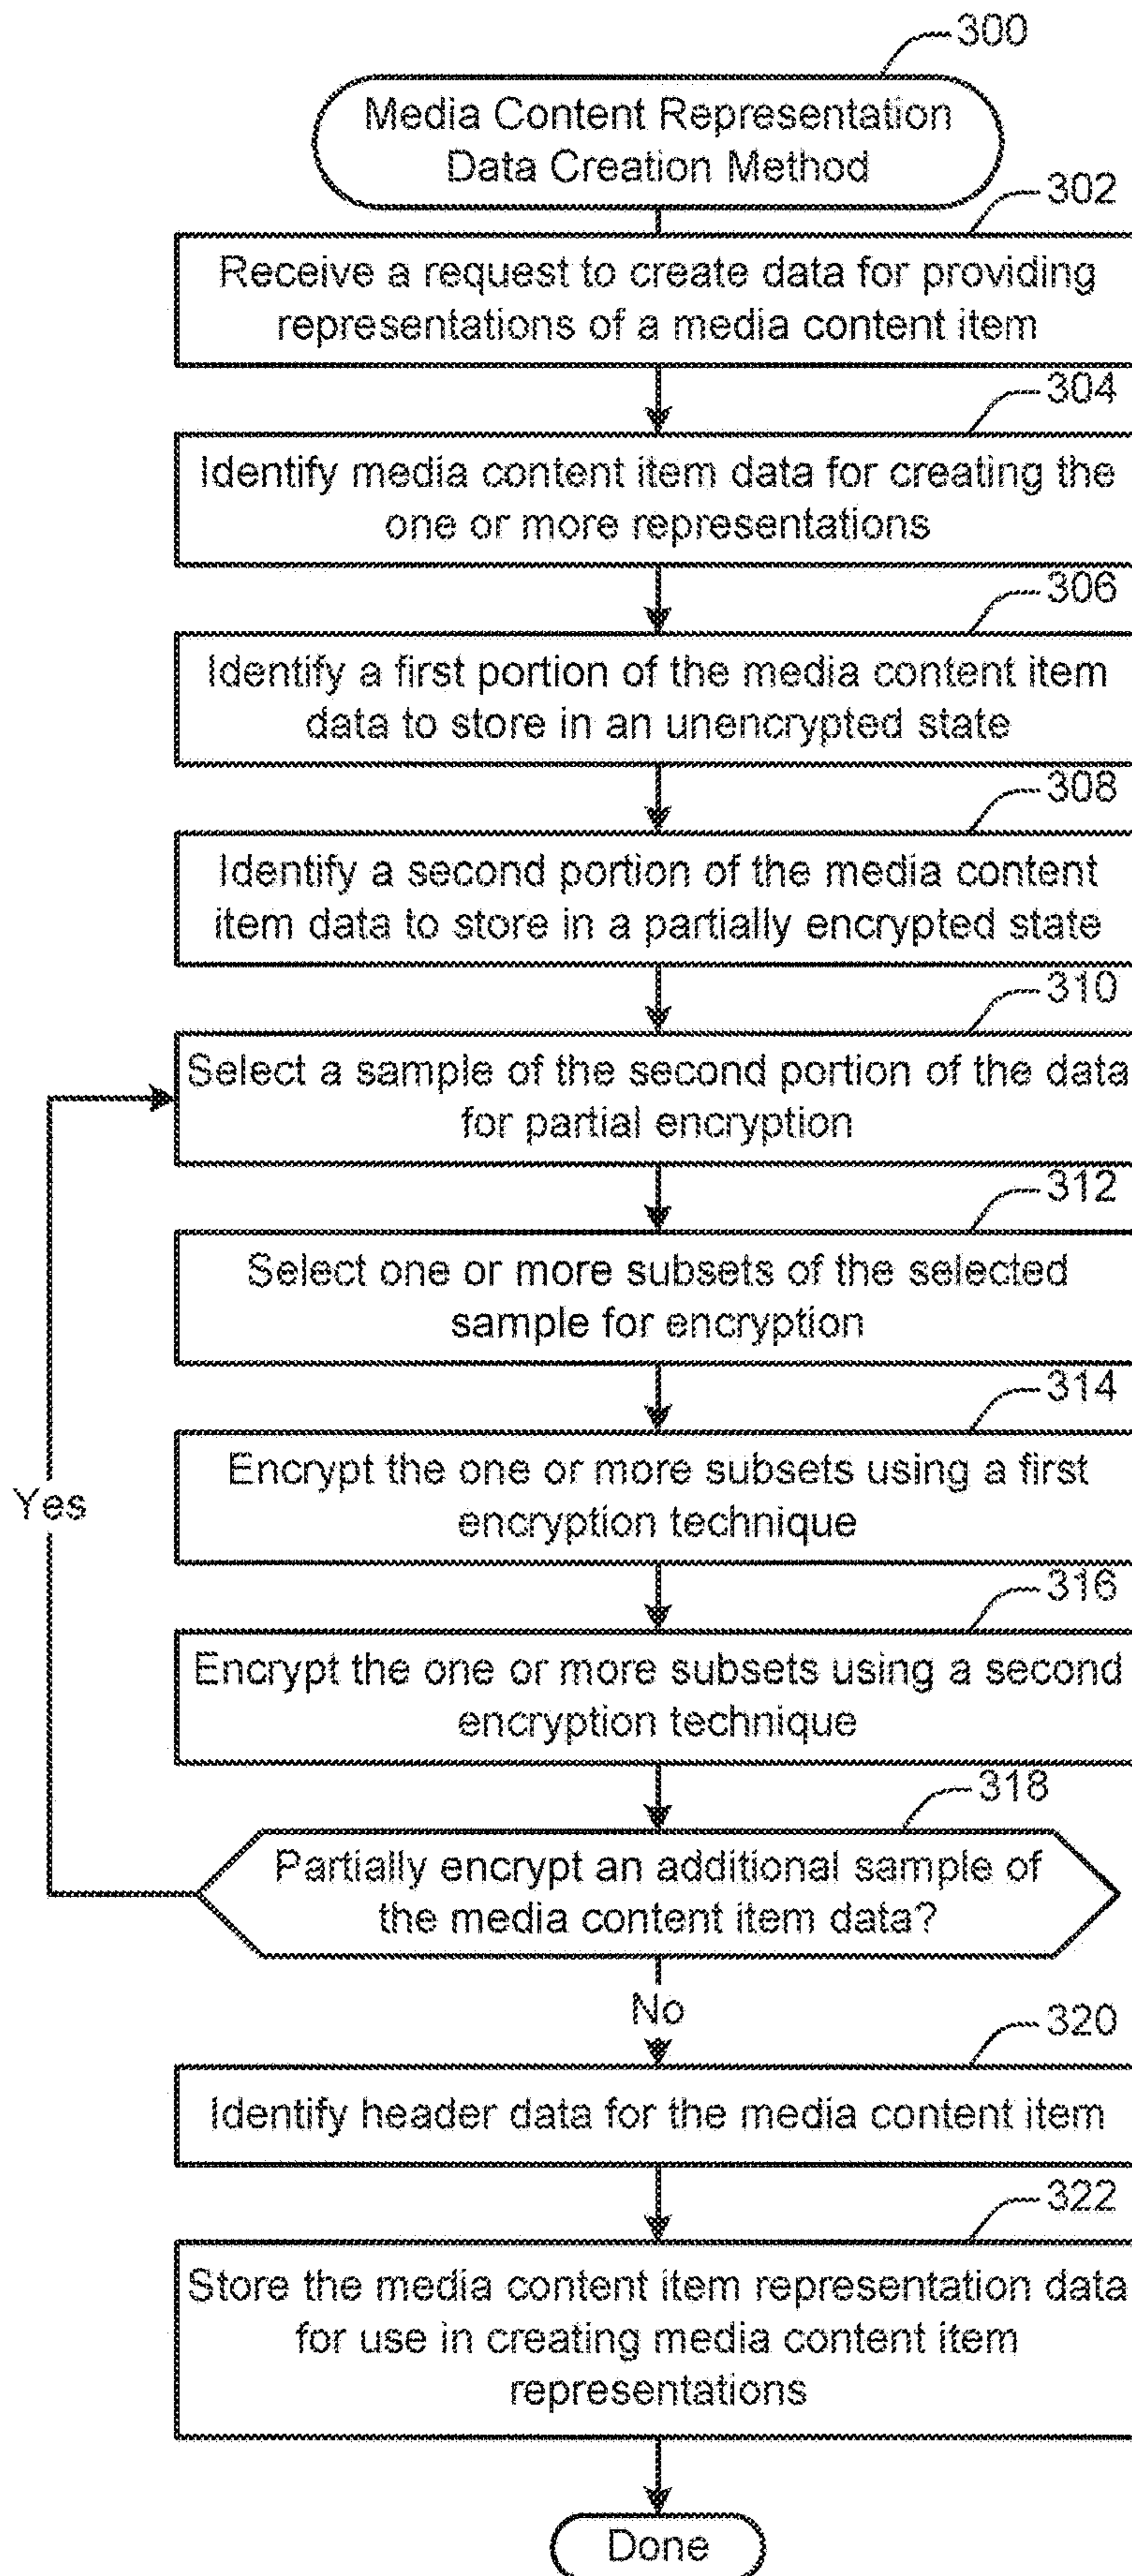 300
Media Content Representation
Data Creation Method
302
Receive a request to create data for providing
representations of a media content item
304
Identify media content item data for creating the
one or more representations
306
Identify a first portion of the media content item
data to store in an unencrypted state
308
Identify a second portion of the media content
item data to store in a partially encrypted state
310
Select a sample of the second portion of the data
for partial encryption
312
Select one or more subsets of the selected
sample for encryption
314
Encrypt the one or more subsets using a first
encryption technique
Yes
316
Encrypt the one or more subsets using a second
encryption technique
318
Partially encrypt an additional sample of
the media content item data?
No
320
Identify header data for the media content item
322
Store the media content item representation data
for use in creating media content item
representations
Done